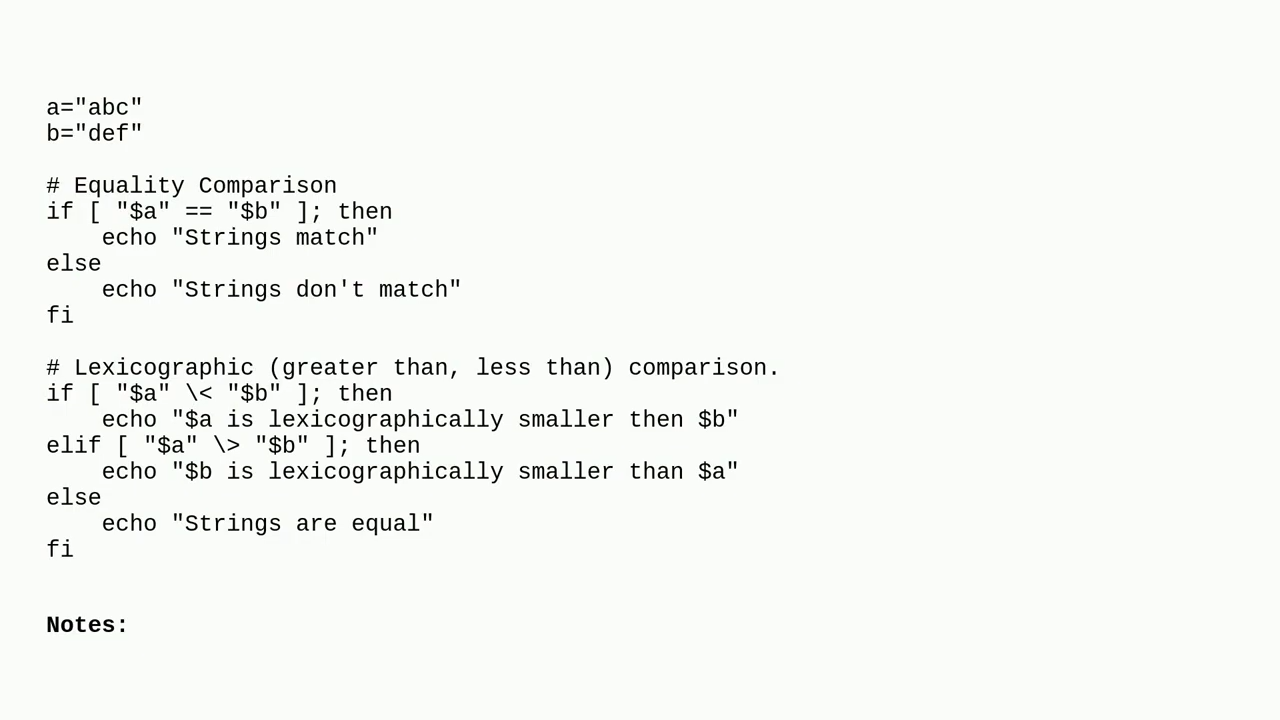 a="abc"
b="def"
# Equality Comparison
if [ "$a" == "$b" ]; then
    echo "Strings match"
else
    echo "Strings don't match"
fi
# Lexicographic (greater than, less than) comparison.
if [ "$a" \< "$b" ]; then
    echo "$a is lexicographically smaller then $b"
elif [ "$a" \> "$b" ]; then
    echo "$b is lexicographically smaller than $a"
else
    echo "Strings are equal"
fi
Notes: